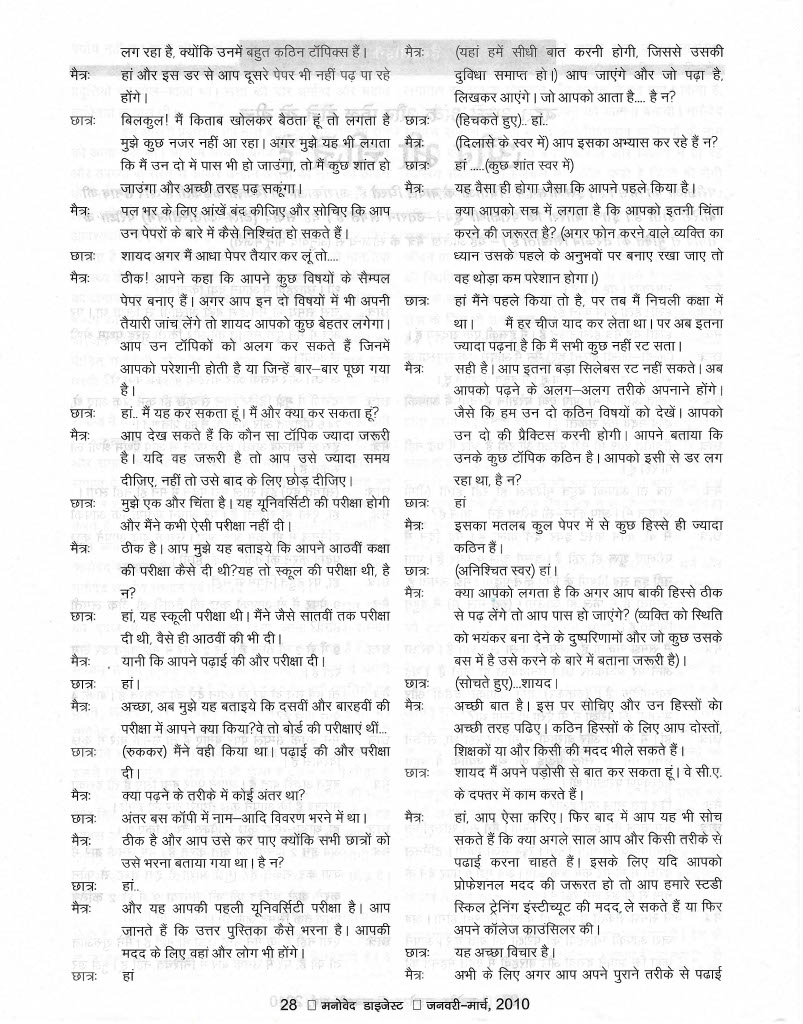 लग रहा है, क्योंकि उनमें बहुत कठिन टॉपिक्स हैं।
मैत्रः हां और इस डर से आप दूसरे पेपर भी नहीं पढ़ पा रहे
होंगे।
छात्रः बिलकुल! मैं किताब खोलकर बैठता हूं तो लगता है
मुझे कुछ नजर नहीं आ रहा। अगर मुझे यह भी लगता
कि मैं उन दो में पास भी हो जाउंगा, तो मैं कुछ शांत हो
जाउंगा और अच्छी तरह पढ़ सकूंगा।
मैत्रः पल भर के लिए आंखें बंद कीजिए और सोचिए कि आप
उन पेपरों के बारे में कैसे निश्चिंत हो सकते हैं।
छात्रः शायद अगर मैं आधा पेपर तैयार कर लूं तो....
मैत्रः ठीक! आपने कहा कि आपने कुछ विषयों के सैम्पल
पेपर बनाए हैं। अगर आप इन दो विषयों में भी अपनी
तैयारी जांच लेंगे तो शायद आपको कुछ बेहतर लगेगा।
आप उन टॉपिकों को अलग कर सकते हैं जिनमें
आपको परेशानी होती है या जिन्हें बार–बार पूछा गया
है।
छात्रः हां.. मैं यह कर सकता हूं। मैं और क्या कर सकता हूं?
मैत्रः आप देख सकते हैं कि कौन सा टॉपिक ज्यादा जरूरी
है। यदि वह जरूरी है तो आप उसे ज्यादा समय
दीजिए, नहीं तो उसे बाद के लिए छोड़ दीजिए।
छात्रः मुझे एक और चिंता है। यह यूनिवर्सिटी की परीक्षा होगी
और मैंने कभी ऐसी परीक्षा नहीं दी।
मैत्रः ठीक है। आप मुझे यह बताइये कि आपने आठवीं कक्षा
की परीक्षा कैसे दी थी?यह तो स्कूल की परीक्षा थी, है
न?
छात्रः हां, यह स्कूली परीक्षा थी। मैंने जैसे सातवीं तक परीक्षा
दी थी, वैसे ही आठवीं की भी दी।
मैत्रः यानी कि आपने पढ़ाई की और परीक्षा दी।
छात्रः हां।
मैत्रः अच्छा, अब मुझे यह बताइये कि दसवीं और बारहवीं की
परीक्षा में आपने क्या किया?वे तो बोर्ड की परीक्षाएं थीं...
छात्रः (रुककर) मैंने वही किया था। पढ़ाई की और परीक्षा
दी।
मैत्रः क्या पढ़ने के तरीके में कोई अंतर था?
छात्रः अंतर बस कॉपी में नाम–आदि विवरण भरने में था।
मैत्रः ठीक है और आप उसे कर पाए क्योंकि सभी छात्रों को
उसे भरना बताया गया था। है न?
छात्रः हां..
मैत्रः और यह आपकी पहली यूनिवर्सिटी परीक्षा है। आप
जानते हैं कि उत्तर पुस्तिका कैसे भरना है। आपकी
मदद के लिए वहां और लोग भी होंगे।
छात्रः हां
मैत्रः (यहां हमें सीधी बात करनी होगी, जिससे उसकी
दुविधा समाप्त हो।) आप जाएंगे और जो पढ़ा है,
लिखकर आएंगे। जो आपको आता है.... है न?
छात्रः (हिचकते हुए).. हां..
मैत्रः (दिलासे के स्वर में) आप इसका अभ्यास कर रहे हैं न?
छात्रः हां .....(कुछ शांत स्वर में)
मैत्रः यह वैसा ही होगा जैसा कि आपने पहले किया है।
क्या आपको सच में लगता है कि आपको इतनी चिंता
करने की जरूरत है? (अगर फोन करने वाले व्यक्ति का
ध्यान उसके पहले के अनुभवों पर बनाए रखा जाए तो
वह थोड़ा कम परेशान होगा।)
छात्रः हां मैंने पहले किया तो है, पर तब मैं निचली कक्षा में
था। मैं हर चीज याद कर लेता था। पर अब इतना
ज्यादा पढ़ना है कि मैं सभी कुछ नहीं रट सता।
मैत्रः सही है। आप इतना बड़ा सिलेबस रट नहीं सकते। अब
आपको पढ़ने के अलग–अलग तरीके अपनाने होंगे।
जैसे कि हम उन दो कठिन विषयों को देखें। आपको
उन दो की प्रैक्टिस करनी होगी। आपने बताया कि
उनके कुछ टॉपिक कठिन है। आपको इसी से डर लग
रहा था, है न?
छात्रः हां
मैत्रः इसका मतलब कुल पेपर में से कुछ हिस्से ही ज्यादा
कठिन हैं।
छात्रः (अनिश्चित स्वर) हां।
मैत्रः क्या आपको लगता है कि अगर आप बाकी हिस्से ठीक
से पढ़ लेंगे तो आप पास हो जाएंगे? (व्यक्ति को स्थिति
को भयंकर बना देने के दुष्परिणामों और जो कुछ उसके
बस में है उसे करने के बारे में बताना जरूरी है)।
छात्रः (सोचते हुए)...शायद।
मैत्रः अच्छी बात है। इस पर सोचिए और उन हिस्सों केा
अच्छी तरह पढिए। कठिन हिस्सों के लिए आप दोस्तों,
शिक्षकों या और किसी की मदद भीले सकते हैं।
छात्रः शायद मैं अपने पड़ोसी से बात कर सकता हूं। वे सी.ए.
के दफ्तर में काम करते हैं।
मैत्रः हां, आप ऐसा करिए। फिर बाद में आप यह भी सोच
सकते हैं कि क्या अगले साल आप और किसी तरीके से
पढाई करना चाहते हैं। इसके लिए यदि आपको
प्रोफेशनल मदद की जरूरत हो तो आप हमारे स्टडी
स्किल ट्रेनिंग इंस्टीच्यूट की मदद ले सकते हैं या फिर
अपने कॉलेज काउंसिलर की।
छात्रः यह अच्छा विचार है।
मैत्रः अभी के लिए अगर आप अपने पुराने तरीके से पढाई
28 □ मनोवेद डाइजेस्ट □ जनवरी–मार्च, 2010